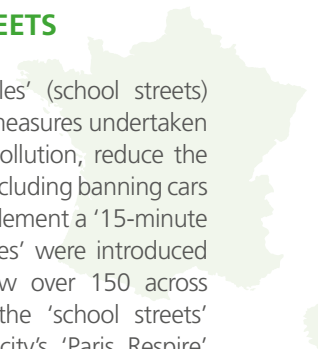 EETS
les’ (school streets)
measures undertaken
ollution, reduce the
cluding banning cars
lement a ‘15-minute
es’ were introduced
w over 150 across
the ‘school streets’
city’s ‘Paris Respire’